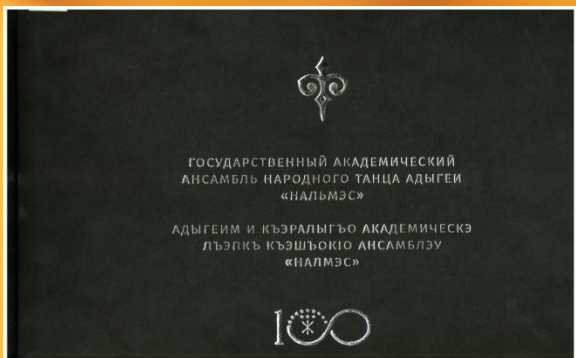 ГОСУДАРСТВЕННЫЙ АКАДЕМИЧЕСКИЙ
АНСАМБЛЬ НАРОДНОГО ТАНЦА АДЫГЕИ
«НАЛЬМЭС»
АДЫГЕИМ И КЪЭРАЛЫГЪО АКАДЕМИЧЕСКЭ
ЛЪЭПКЪ КЪЭШЪОКІО АНСАМБЛЭУ
«НАЛМЭС»
100